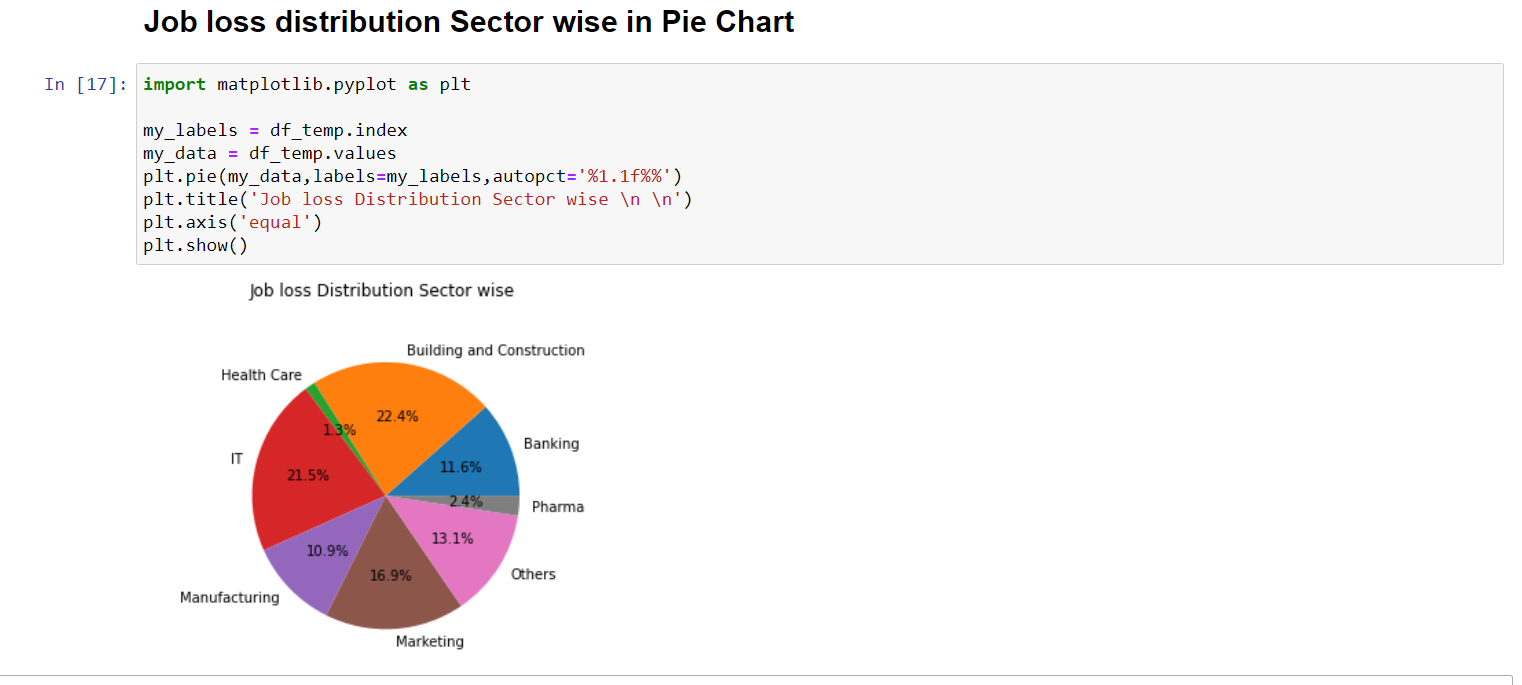 Job loss distribution Sector wise in Pie Chart
In [17]: import matplotlib.pyplot as plt
my_labels = df_temp.index
my_data = df_temp.values
plt.pie(my_data,labels=my_labels,autopct='%1.1f%%')
plt.title('Job loss Distribution Sector wise \n \n')
plt.axis('equal')
plt.show()
Job loss Distribution Sector wise
Building and Construction
Health Care
22.4%
1.3%
Banking
IT
11.6%
21.5%
2.4%
Pharma
13.1%
10.9%
Others
16.9%
Manufacturing
Marketing